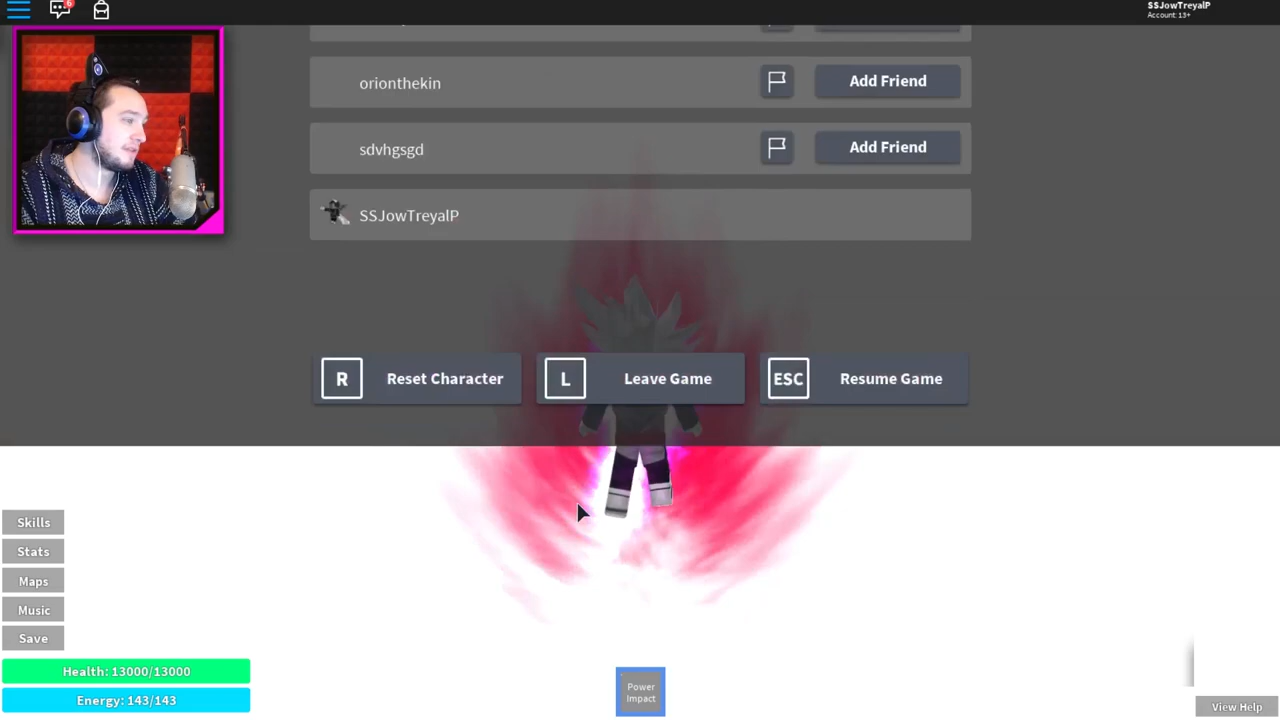 6
SSJowTreyalP
Account: 13+
orionthekin
Add Friend
sdvhgsgd
Add Friend
SSJowTreyalP
R Reset Character
L Leave Game
ESC Resume Game
Skills
Stats
Maps
Music
Save
Health: 13000/13000
Energy: 143/143
Power
Impact
View Help